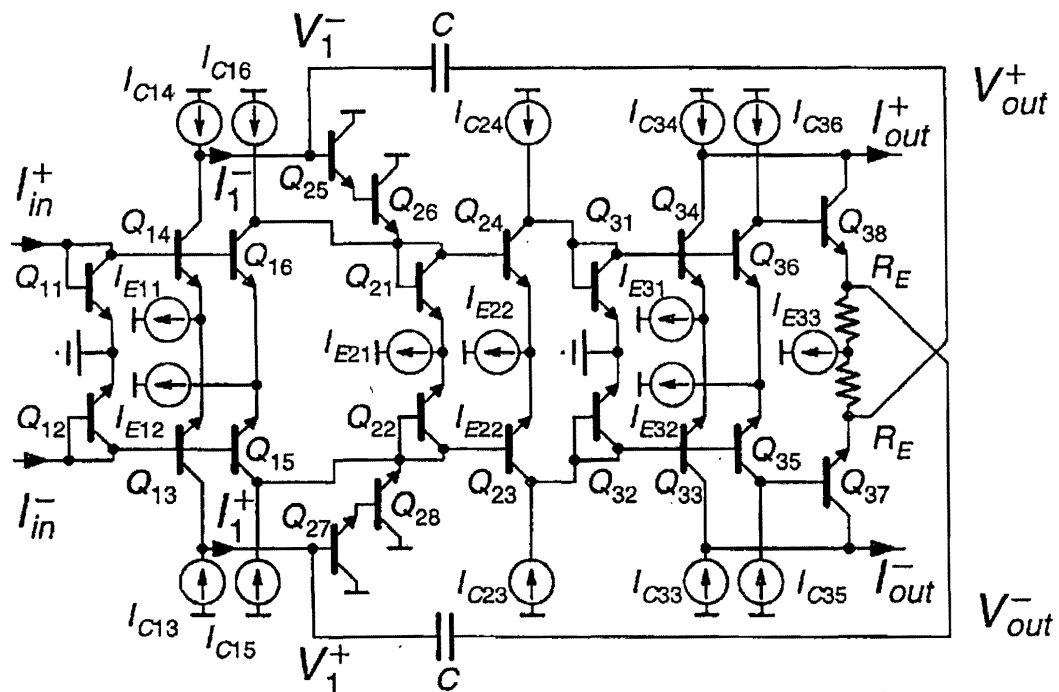 V1− C
IC16
IC14 IC24 IC34 IC36 V+out
I+out
Q25 I1−
I+in Q14 Q26 Q24 Q31 Q34 Q38
Q11 IE11 Q16 Q21 IE22 IE31 Q36 RE
IE21 IE33
Q12 IE12 Q22 IE22 IE32 RE
I−in Q13 I1+ Q15 Q27 Q28 Q23 Q32 Q33 Q35 Q37
IC13 IC23 IC33 IC35 I−out
IC15 V1+ C V−out